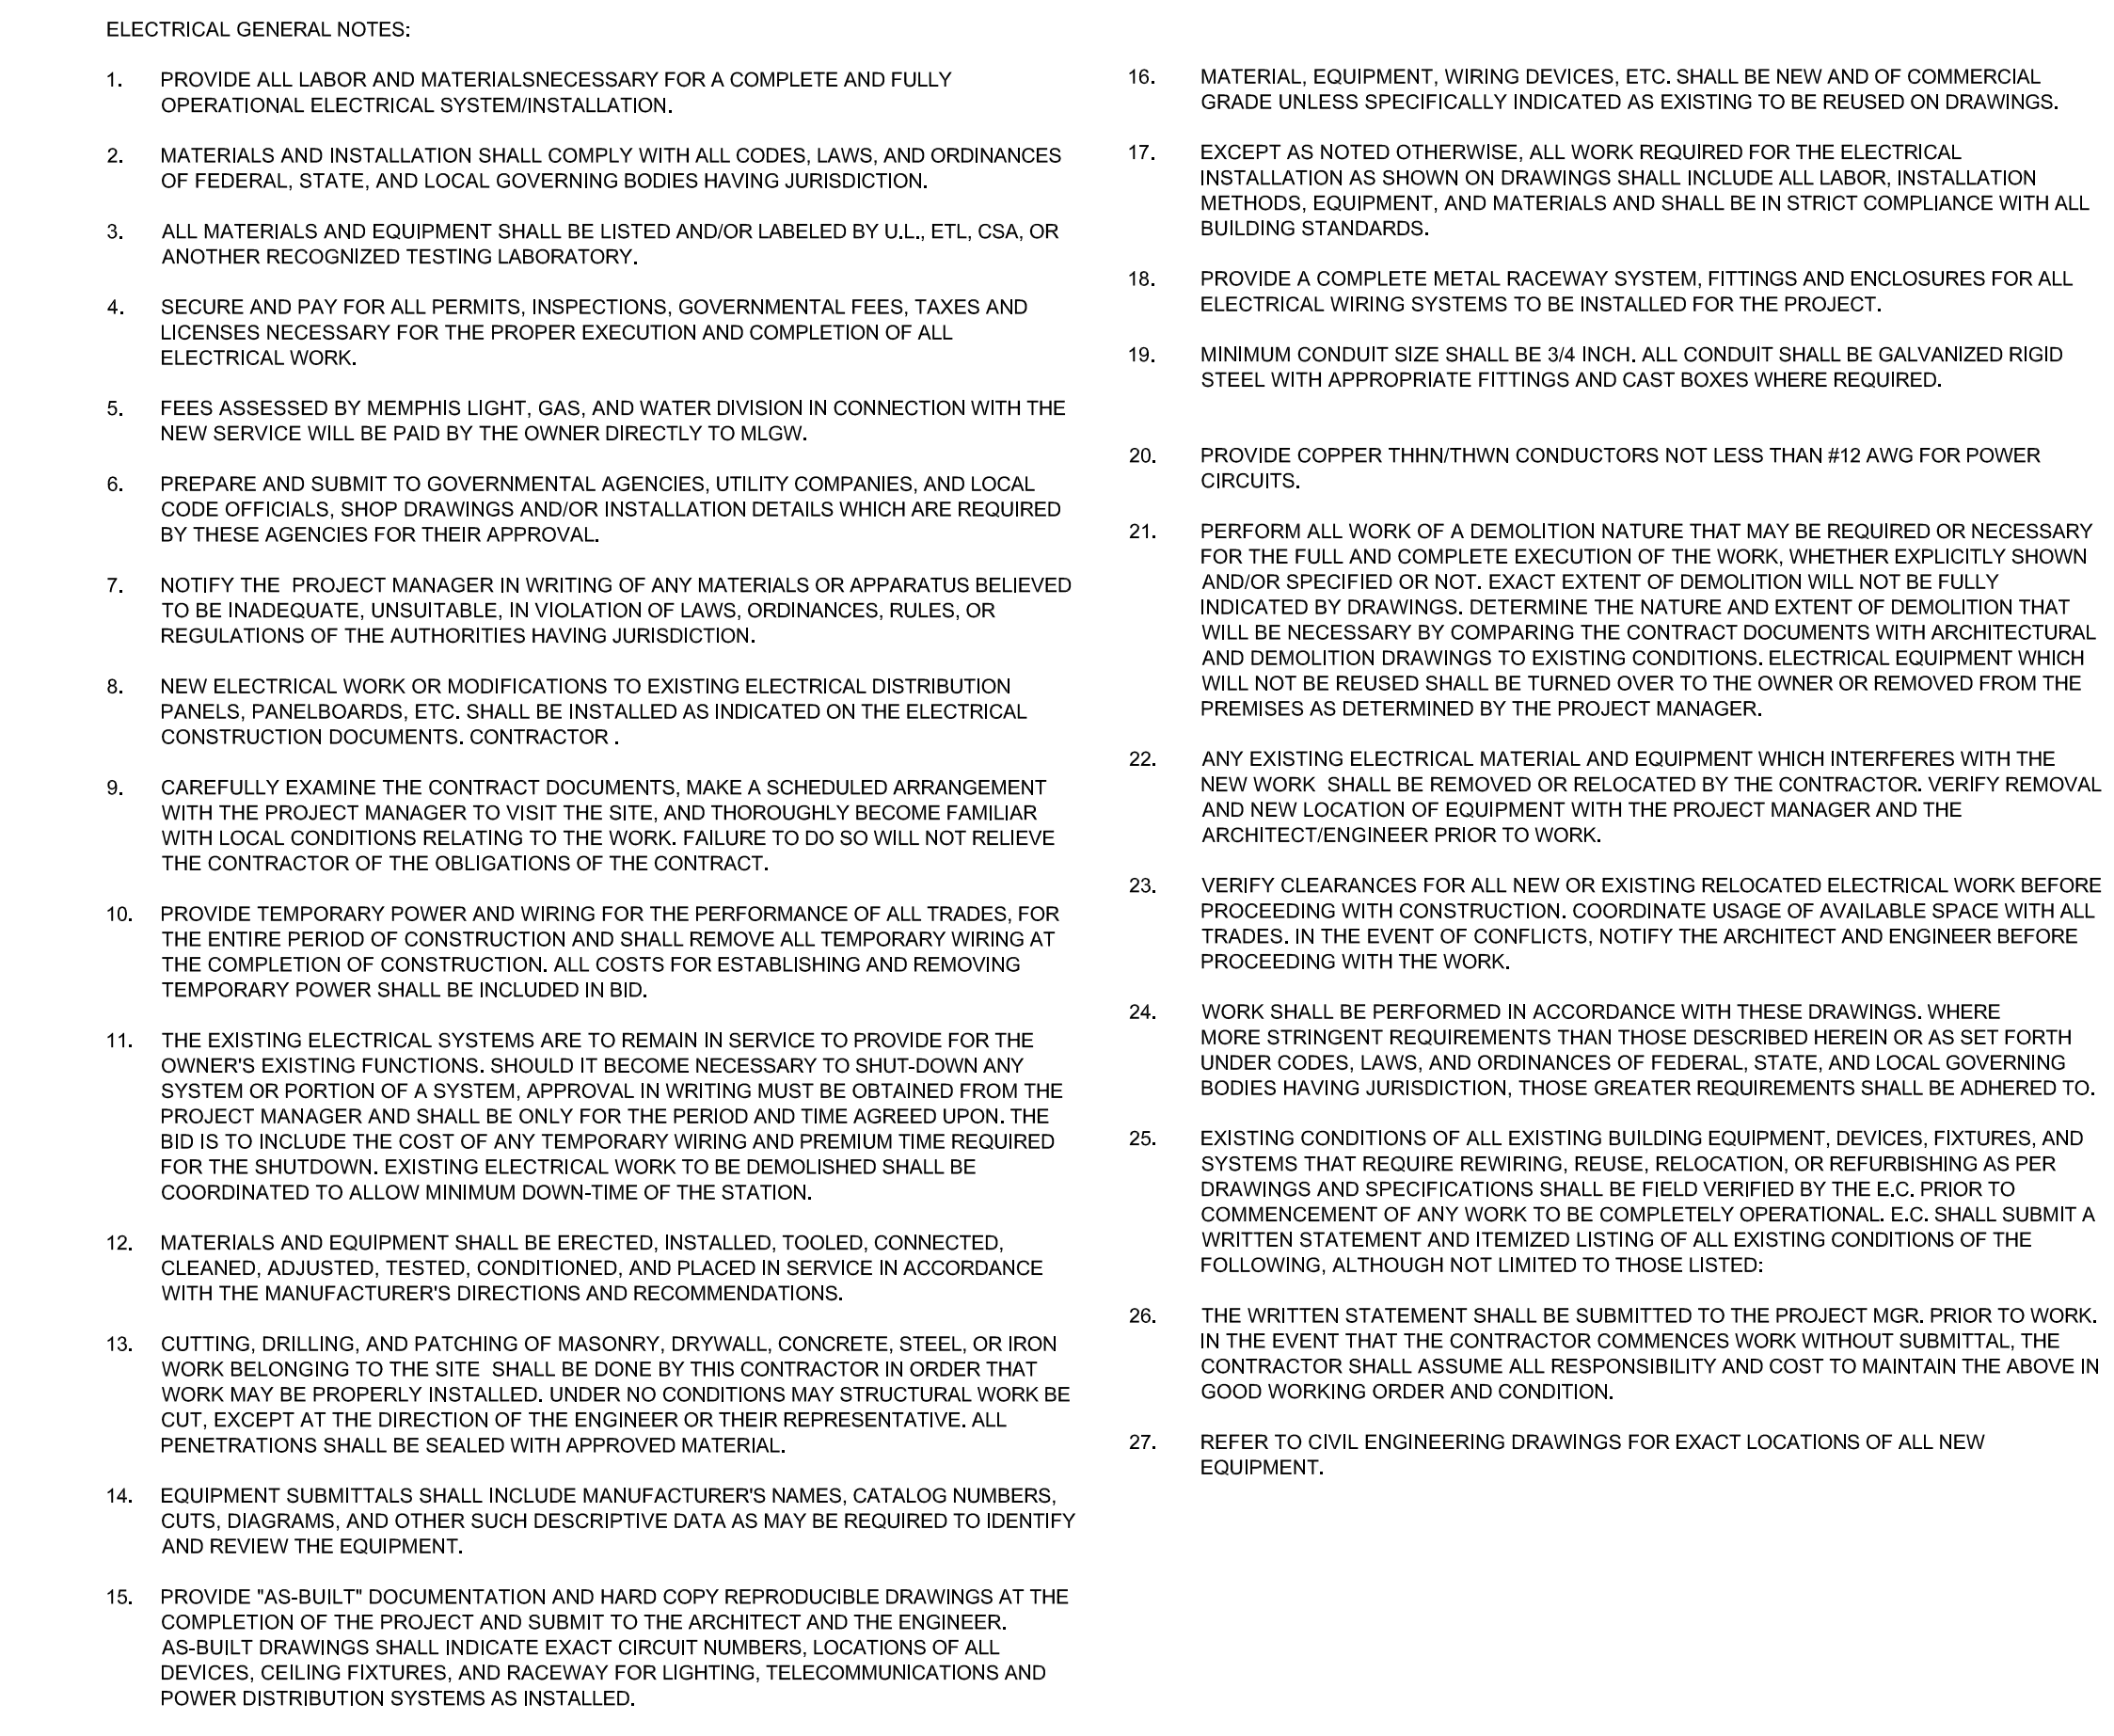 ELECTRICAL GENERAL NOTES:
1. PROVIDE ALL LABOR AND MATERIALSNECESSARY FOR A COMPLETE AND FULLY
OPERATIONAL ELECTRICAL SYSTEM/INSTALLATION.
2. MATERIALS AND INSTALLATION SHALL COMPLY WITH ALL CODES, LAWS, AND ORDINANCES
OF FEDERAL, STATE, AND LOCAL GOVERNING BODIES HAVING JURISDICTION.
3. ALL MATERIALS AND EQUIPMENT SHALL BE LISTED AND/OR LABELED BY U.L., ETL, CSA, OR
ANOTHER RECOGNIZED TESTING LABORATORY.
4. SECURE AND PAY FOR ALL PERMITS, INSPECTIONS, GOVERNMENTAL FEES, TAXES AND
LICENSES NECESSARY FOR THE PROPER EXECUTION AND COMPLETION OF ALL
ELECTRICAL WORK.
5. FEES ASSESSED BY MEMPHIS LIGHT, GAS, AND WATER DIVISION IN CONNECTION WITH THE
NEW SERVICE WILL BE PAID BY THE OWNER DIRECTLY TO MLGW.
6. PREPARE AND SUBMIT TO GOVERNMENTAL AGENCIES, UTILITY COMPANIES, AND LOCAL
CODE OFFICIALS, SHOP DRAWINGS AND/OR INSTALLATION DETAILS WHICH ARE REQUIRED
BY THESE AGENCIES FOR THEIR APPROVAL.
7. NOTIFY THE  PROJECT MANAGER IN WRITING OF ANY MATERIALS OR APPARATUS BELIEVED
TO BE INADEQUATE, UNSUITABLE, IN VIOLATION OF LAWS, ORDINANCES, RULES, OR
REGULATIONS OF THE AUTHORITIES HAVING JURISDICTION.
8. NEW ELECTRICAL WORK OR MODIFICATIONS TO EXISTING ELECTRICAL DISTRIBUTION
PANELS, PANELBOARDS, ETC. SHALL BE INSTALLED AS INDICATED ON THE ELECTRICAL
CONSTRUCTION DOCUMENTS. CONTRACTOR .
9. CAREFULLY EXAMINE THE CONTRACT DOCUMENTS, MAKE A SCHEDULED ARRANGEMENT
WITH THE PROJECT MANAGER TO VISIT THE SITE, AND THOROUGHLY BECOME FAMILIAR
WITH LOCAL CONDITIONS RELATING TO THE WORK. FAILURE TO DO SO WILL NOT RELIEVE
THE CONTRACTOR OF THE OBLIGATIONS OF THE CONTRACT.
10. PROVIDE TEMPORARY POWER AND WIRING FOR THE PERFORMANCE OF ALL TRADES, FOR
THE ENTIRE PERIOD OF CONSTRUCTION AND SHALL REMOVE ALL TEMPORARY WIRING AT
THE COMPLETION OF CONSTRUCTION. ALL COSTS FOR ESTABLISHING AND REMOVING
TEMPORARY POWER SHALL BE INCLUDED IN BID.
11. THE EXISTING ELECTRICAL SYSTEMS ARE TO REMAIN IN SERVICE TO PROVIDE FOR THE
OWNER'S EXISTING FUNCTIONS. SHOULD IT BECOME NECESSARY TO SHUT-DOWN ANY
SYSTEM OR PORTION OF A SYSTEM, APPROVAL IN WRITING MUST BE OBTAINED FROM THE
PROJECT MANAGER AND SHALL BE ONLY FOR THE PERIOD AND TIME AGREED UPON. THE
BID IS TO INCLUDE THE COST OF ANY TEMPORARY WIRING AND PREMIUM TIME REQUIRED
FOR THE SHUTDOWN. EXISTING ELECTRICAL WORK TO BE DEMOLISHED SHALL BE
COORDINATED TO ALLOW MINIMUM DOWN-TIME OF THE STATION.
12. MATERIALS AND EQUIPMENT SHALL BE ERECTED, INSTALLED, TOOLED, CONNECTED,
CLEANED, ADJUSTED, TESTED, CONDITIONED, AND PLACED IN SERVICE IN ACCORDANCE
WITH THE MANUFACTURER'S DIRECTIONS AND RECOMMENDATIONS.
13. CUTTING, DRILLING, AND PATCHING OF MASONRY, DRYWALL, CONCRETE, STEEL, OR IRON
WORK BELONGING TO THE SITE  SHALL BE DONE BY THIS CONTRACTOR IN ORDER THAT
WORK MAY BE PROPERLY INSTALLED. UNDER NO CONDITIONS MAY STRUCTURAL WORK BE
CUT, EXCEPT AT THE DIRECTION OF THE ENGINEER OR THEIR REPRESENTATIVE. ALL
PENETRATIONS SHALL BE SEALED WITH APPROVED MATERIAL.
14. EQUIPMENT SUBMITTALS SHALL INCLUDE MANUFACTURER'S NAMES, CATALOG NUMBERS,
CUTS, DIAGRAMS, AND OTHER SUCH DESCRIPTIVE DATA AS MAY BE REQUIRED TO IDENTIFY
AND REVIEW THE EQUIPMENT.
15. PROVIDE "AS-BUILT" DOCUMENTATION AND HARD COPY REPRODUCIBLE DRAWINGS AT THE
COMPLETION OF THE PROJECT AND SUBMIT TO THE ARCHITECT AND THE ENGINEER.
AS-BUILT DRAWINGS SHALL INDICATE EXACT CIRCUIT NUMBERS, LOCATIONS OF ALL
DEVICES, CEILING FIXTURES, AND RACEWAY FOR LIGHTING, TELECOMMUNICATIONS AND
POWER DISTRIBUTION SYSTEMS AS INSTALLED.
16. MATERIAL, EQUIPMENT, WIRING DEVICES, ETC. SHALL BE NEW AND OF COMMERCIAL
GRADE UNLESS SPECIFICALLY INDICATED AS EXISTING TO BE REUSED ON DRAWINGS.
17. EXCEPT AS NOTED OTHERWISE, ALL WORK REQUIRED FOR THE ELECTRICAL
INSTALLATION AS SHOWN ON DRAWINGS SHALL INCLUDE ALL LABOR, INSTALLATION
METHODS, EQUIPMENT, AND MATERIALS AND SHALL BE IN STRICT COMPLIANCE WITH ALL
BUILDING STANDARDS.
18. PROVIDE A COMPLETE METAL RACEWAY SYSTEM, FITTINGS AND ENCLOSURES FOR ALL
ELECTRICAL WIRING SYSTEMS TO BE INSTALLED FOR THE PROJECT.
19. MINIMUM CONDUIT SIZE SHALL BE 3/4 INCH. ALL CONDUIT SHALL BE GALVANIZED RIGID
STEEL WITH APPROPRIATE FITTINGS AND CAST BOXES WHERE REQUIRED.
20. PROVIDE COPPER THHN/THWN CONDUCTORS NOT LESS THAN #12 AWG FOR POWER
CIRCUITS.
21. PERFORM ALL WORK OF A DEMOLITION NATURE THAT MAY BE REQUIRED OR NECESSARY
FOR THE FULL AND COMPLETE EXECUTION OF THE WORK, WHETHER EXPLICITLY SHOWN
AND/OR SPECIFIED OR NOT. EXACT EXTENT OF DEMOLITION WILL NOT BE FULLY
INDICATED BY DRAWINGS. DETERMINE THE NATURE AND EXTENT OF DEMOLITION THAT
WILL BE NECESSARY BY COMPARING THE CONTRACT DOCUMENTS WITH ARCHITECTURAL
AND DEMOLITION DRAWINGS TO EXISTING CONDITIONS. ELECTRICAL EQUIPMENT WHICH
WILL NOT BE REUSED SHALL BE TURNED OVER TO THE OWNER OR REMOVED FROM THE
PREMISES AS DETERMINED BY THE PROJECT MANAGER.
22. ANY EXISTING ELECTRICAL MATERIAL AND EQUIPMENT WHICH INTERFERES WITH THE
NEW WORK  SHALL BE REMOVED OR RELOCATED BY THE CONTRACTOR. VERIFY REMOVAL
AND NEW LOCATION OF EQUIPMENT WITH THE PROJECT MANAGER AND THE
ARCHITECT/ENGINEER PRIOR TO WORK.
23. VERIFY CLEARANCES FOR ALL NEW OR EXISTING RELOCATED ELECTRICAL WORK BEFORE
PROCEEDING WITH CONSTRUCTION. COORDINATE USAGE OF AVAILABLE SPACE WITH ALL
TRADES. IN THE EVENT OF CONFLICTS, NOTIFY THE ARCHITECT AND ENGINEER BEFORE
PROCEEDING WITH THE WORK.
24. WORK SHALL BE PERFORMED IN ACCORDANCE WITH THESE DRAWINGS. WHERE
MORE STRINGENT REQUIREMENTS THAN THOSE DESCRIBED HEREIN OR AS SET FORTH
UNDER CODES, LAWS, AND ORDINANCES OF FEDERAL, STATE, AND LOCAL GOVERNING
BODIES HAVING JURISDICTION, THOSE GREATER REQUIREMENTS SHALL BE ADHERED TO.
25. EXISTING CONDITIONS OF ALL EXISTING BUILDING EQUIPMENT, DEVICES, FIXTURES, AND
SYSTEMS THAT REQUIRE REWIRING, REUSE, RELOCATION, OR REFURBISHING AS PER
DRAWINGS AND SPECIFICATIONS SHALL BE FIELD VERIFIED BY THE E.C. PRIOR TO
COMMENCEMENT OF ANY WORK TO BE COMPLETELY OPERATIONAL. E.C. SHALL SUBMIT A
WRITTEN STATEMENT AND ITEMIZED LISTING OF ALL EXISTING CONDITIONS OF THE
FOLLOWING, ALTHOUGH NOT LIMITED TO THOSE LISTED:
26. THE WRITTEN STATEMENT SHALL BE SUBMITTED TO THE PROJECT MGR. PRIOR TO WORK.
IN THE EVENT THAT THE CONTRACTOR COMMENCES WORK WITHOUT SUBMITTAL, THE
CONTRACTOR SHALL ASSUME ALL RESPONSIBILITY AND COST TO MAINTAIN THE ABOVE IN
GOOD WORKING ORDER AND CONDITION.
27. REFER TO CIVIL ENGINEERING DRAWINGS FOR EXACT LOCATIONS OF ALL NEW
EQUIPMENT.